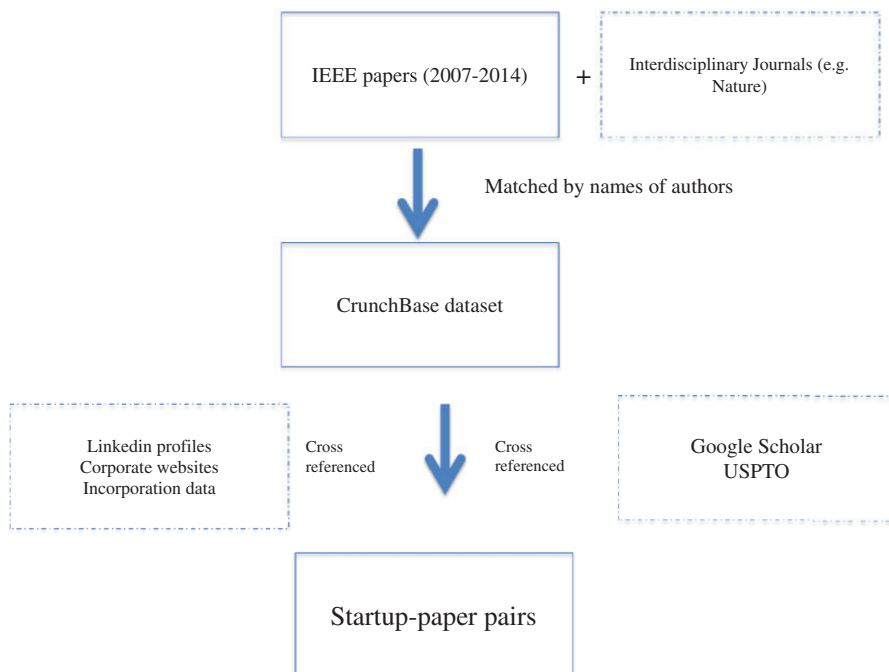 IEEE papers (2007-2014)
+
Interdisciplinary Journals (e.g.
Nature)
Matched by names of authors
CrunchBase dataset
Linkedin profiles
Corporate websites
Incorporation data
Cross
referenced
Cross
referenced
Google Scholar
USPTO
Startup-paper pairs